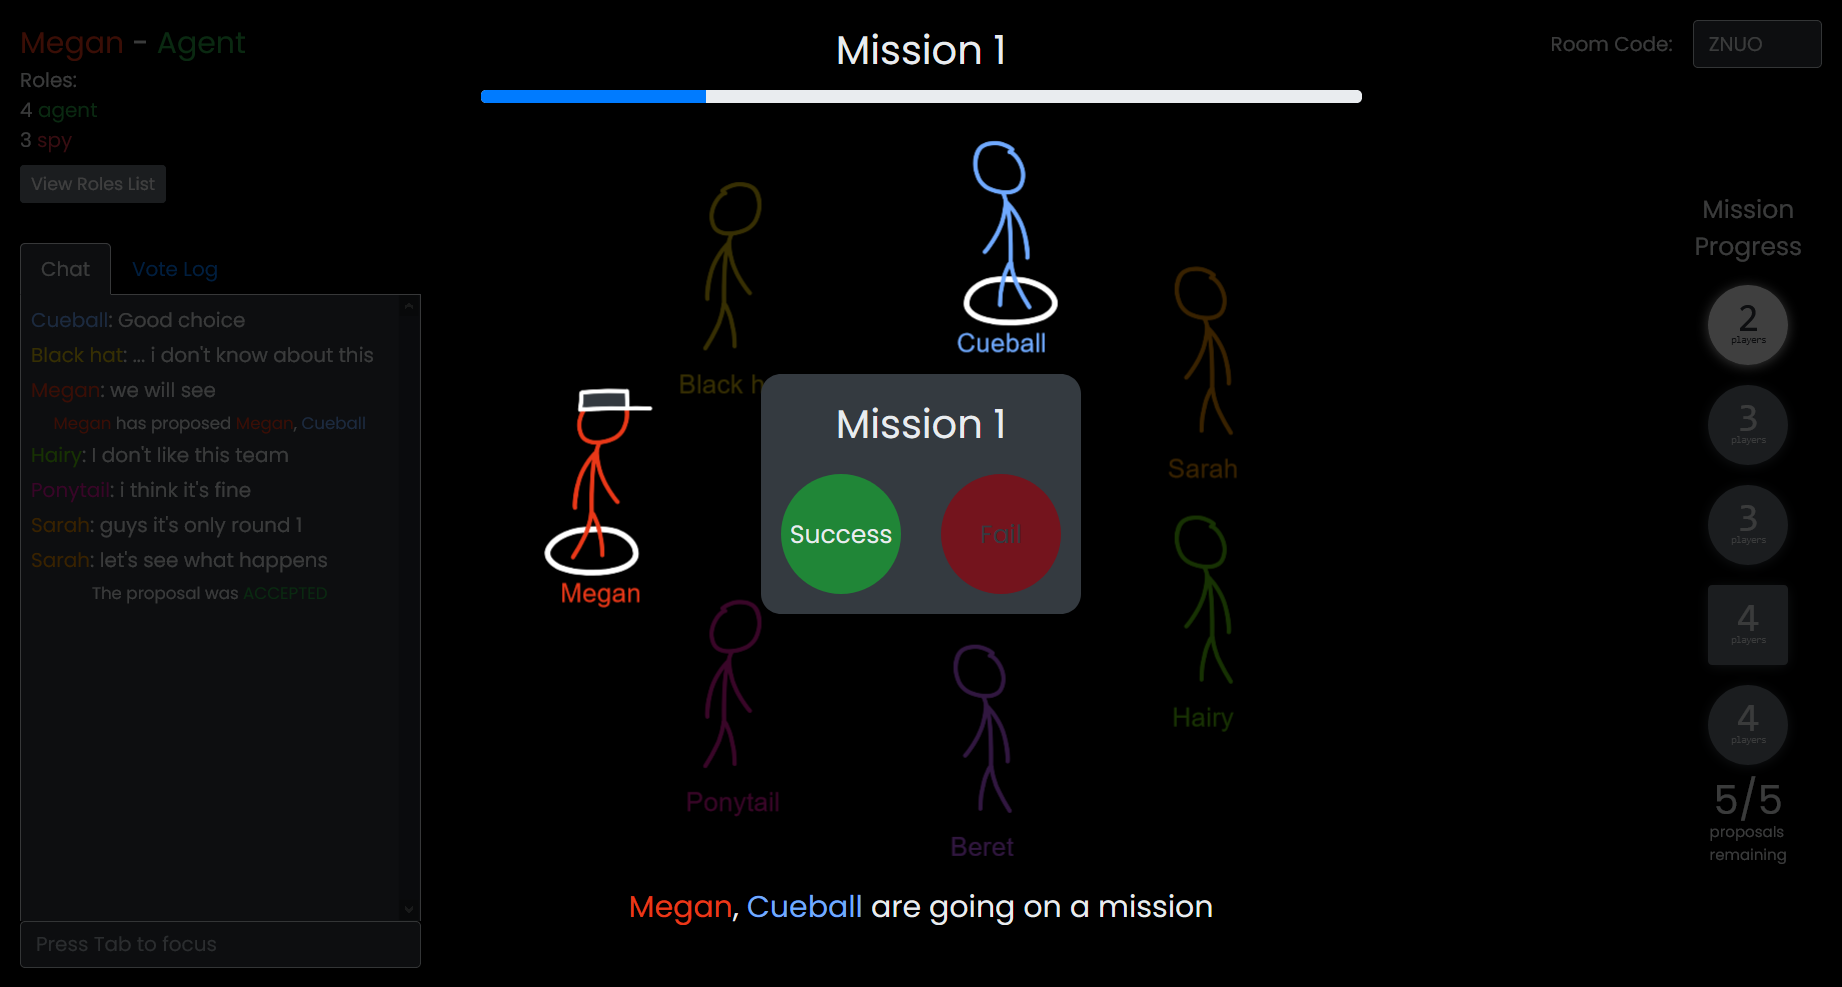 Megan - Agent
Roles:
4 agent
3 spy
View Roles List
Chat
Vote Log
Cueball: Good choice
Black hat: ... i don't know about this
Megan: we will see
Megan has proposed Megan, Cueball
Hairy: I don't like this team
Ponytail: i think it's fine
Sarah: guys it's only round 1
Sarah: let's see what happens
The proposal was ACCEPTED
Press Tab to focus
Mission 1
Cueball
Black h
Sarah
Mission 1
Success
Fail
Megan
Hairy
Ponytail
Beret
Megan, Cueball are going on a mission
Room Code:
ZNUO
Mission
Progress
2
players
3
players
3
players
4
players
4
players
5/5
proposals
remaining